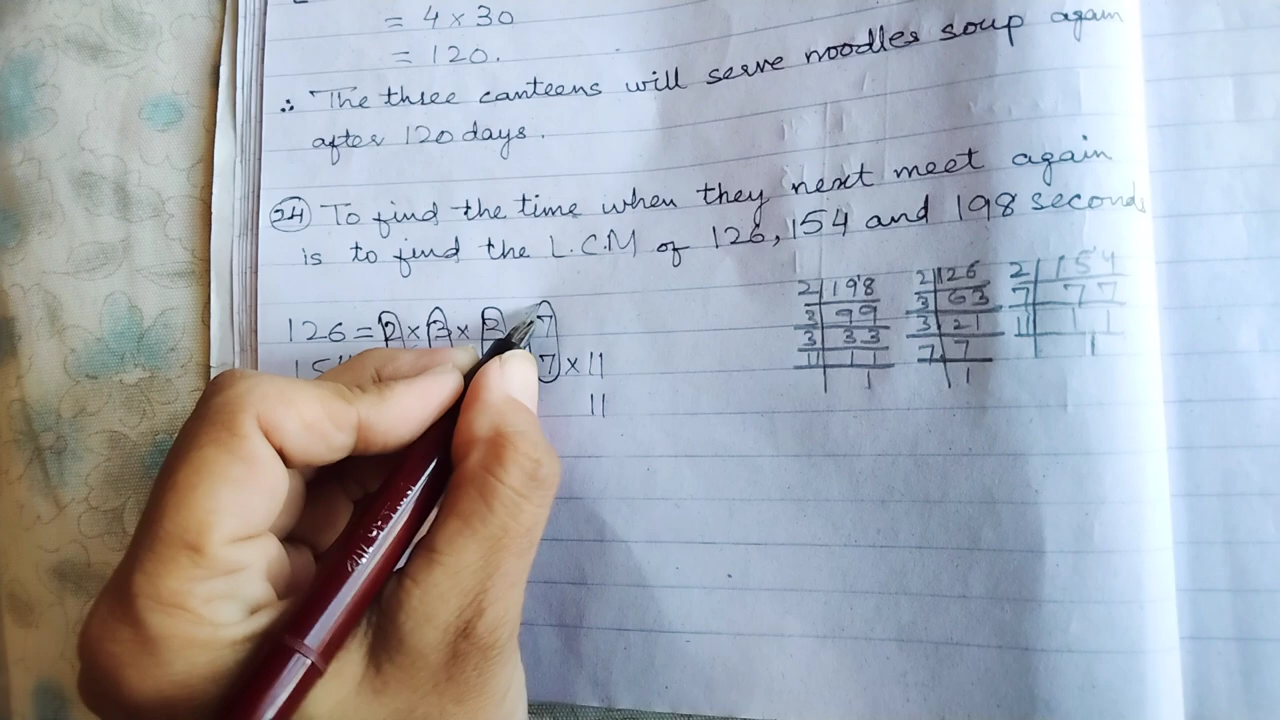 = 4 × 30
= 120.
∴ The three canteens will serve noodles soup again
after 120 days.
24 To find the time when they next meet again
is to find the L.C.M of 126, 154 and 198 seconds
126 = 2 × 3 × 3 7
7 × 11
11
2 198
3 99
3 33
11 11
1
2 126
3 63
3 21
7 7
1
2 154
7 77
11 11
1